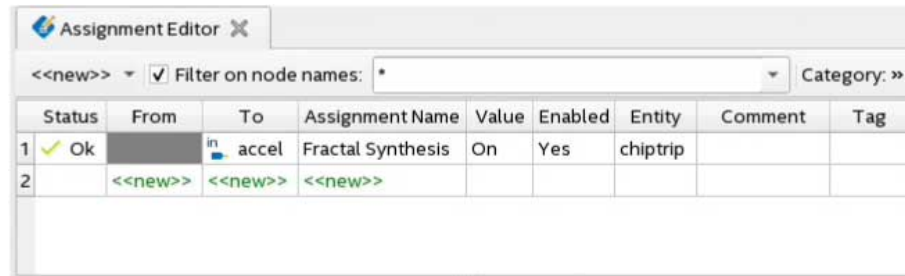 Assignment Editor
<<new>> Filter on node names: * Category: »
Status From To Assignment Name Value Enabled Entity Comment Tag
1 Ok in accel Fractal Synthesis On Yes chiptrip
2 <<new>> <<new>> <<new>>